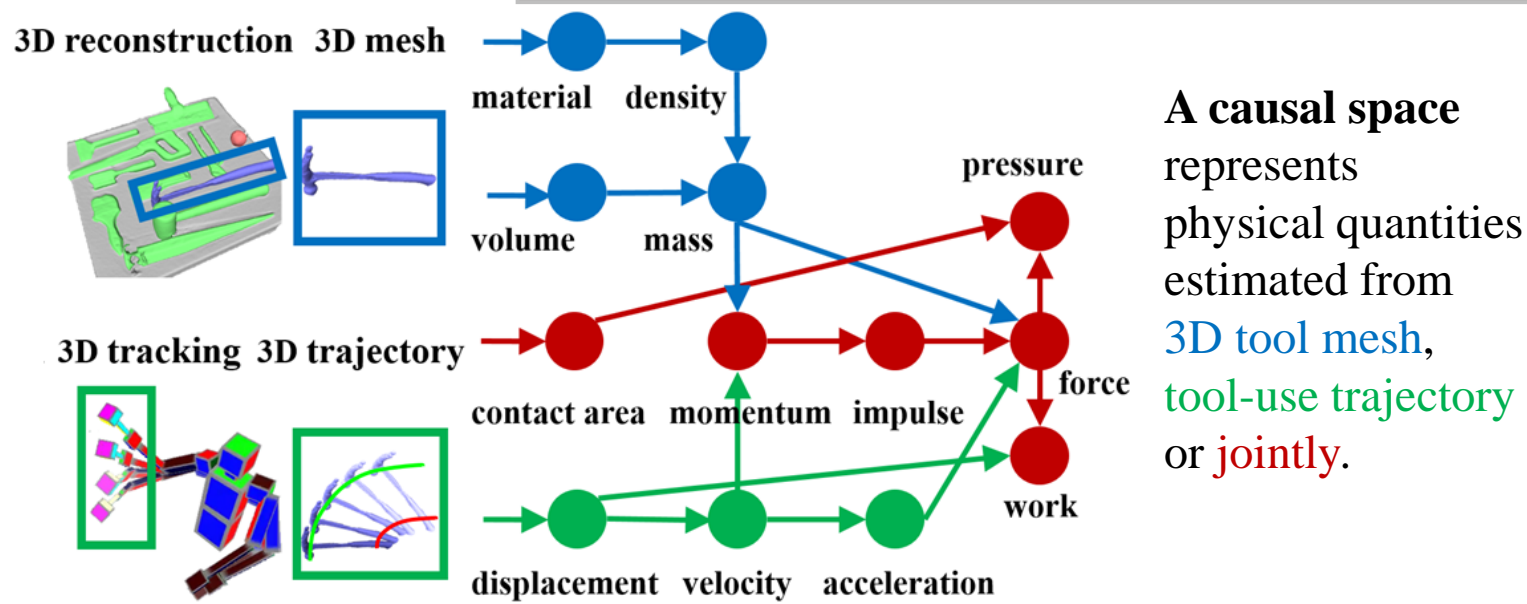 3D reconstruction 3D mesh
material density
pressure
volume mass
3D tracking 3D trajectory
contact area momentum impulse force
work
displacement velocity acceleration
A causal space
represents
physical quantities
estimated from
3D tool mesh,
tool-use trajectory
or jointly.